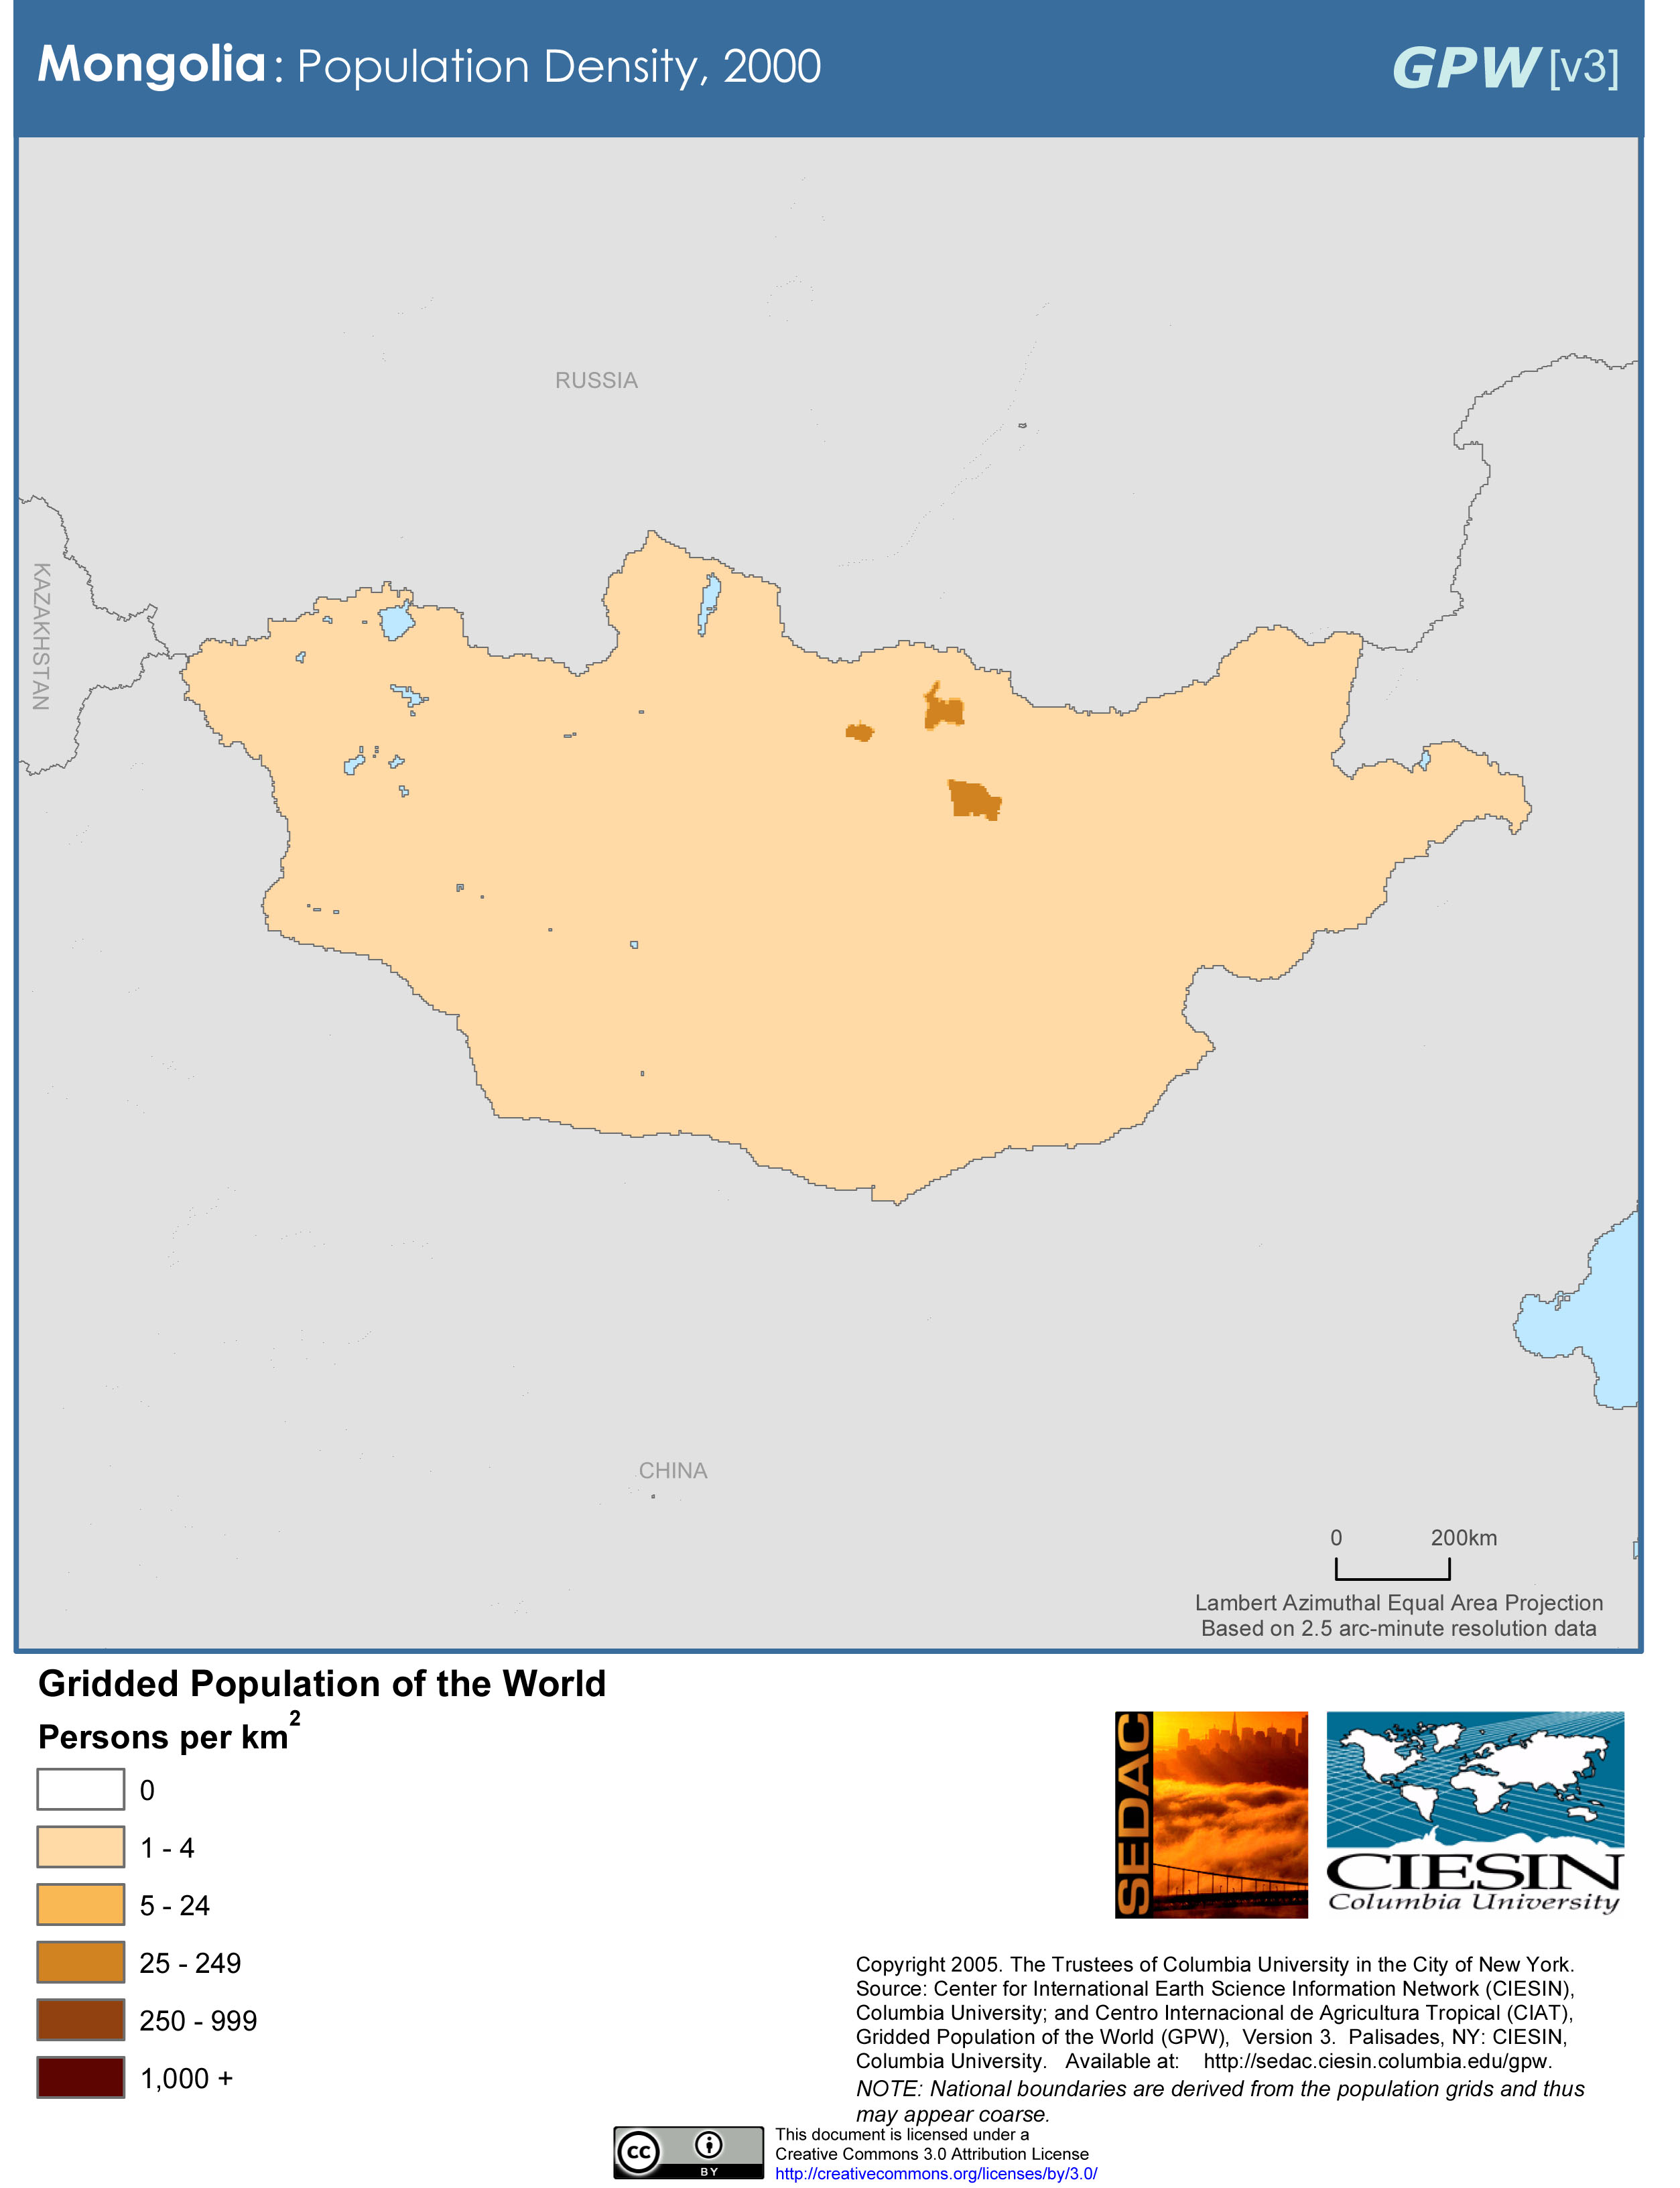 Mongolia: Population Density, 2000
GPW [v3]
RUSSIA
KAZAKHSTAN
CHINA
0 200km
Lambert Azimuthal Equal Area Projection
Based on 2.5 arc-minute resolution data
Gridded Population of the World
Persons per km2
0
1 - 4
5 - 24
25 - 249
250 - 999
1,000 +
SEDAC
CIESIN
Columbia University
Copyright 2005. The Trustees of Columbia University in the City of New York.
Source: Center for International Earth Science Information Network (CIESIN),
Columbia University; and Centro Internacional de Agricultura Tropical (CIAT),
Gridded Population of the World (GPW), Version 3. Palisades, NY: CIESIN,
Columbia University. Available at: http://sedac.ciesin.columbia.edu/gpw.
NOTE: National boundaries are derived from the population grids and thus
may appear coarse.
cc
BY
This document is licensed under a
Creative Commons 3.0 Attribution License
http://creativecommons.org/licenses/by/3.0/